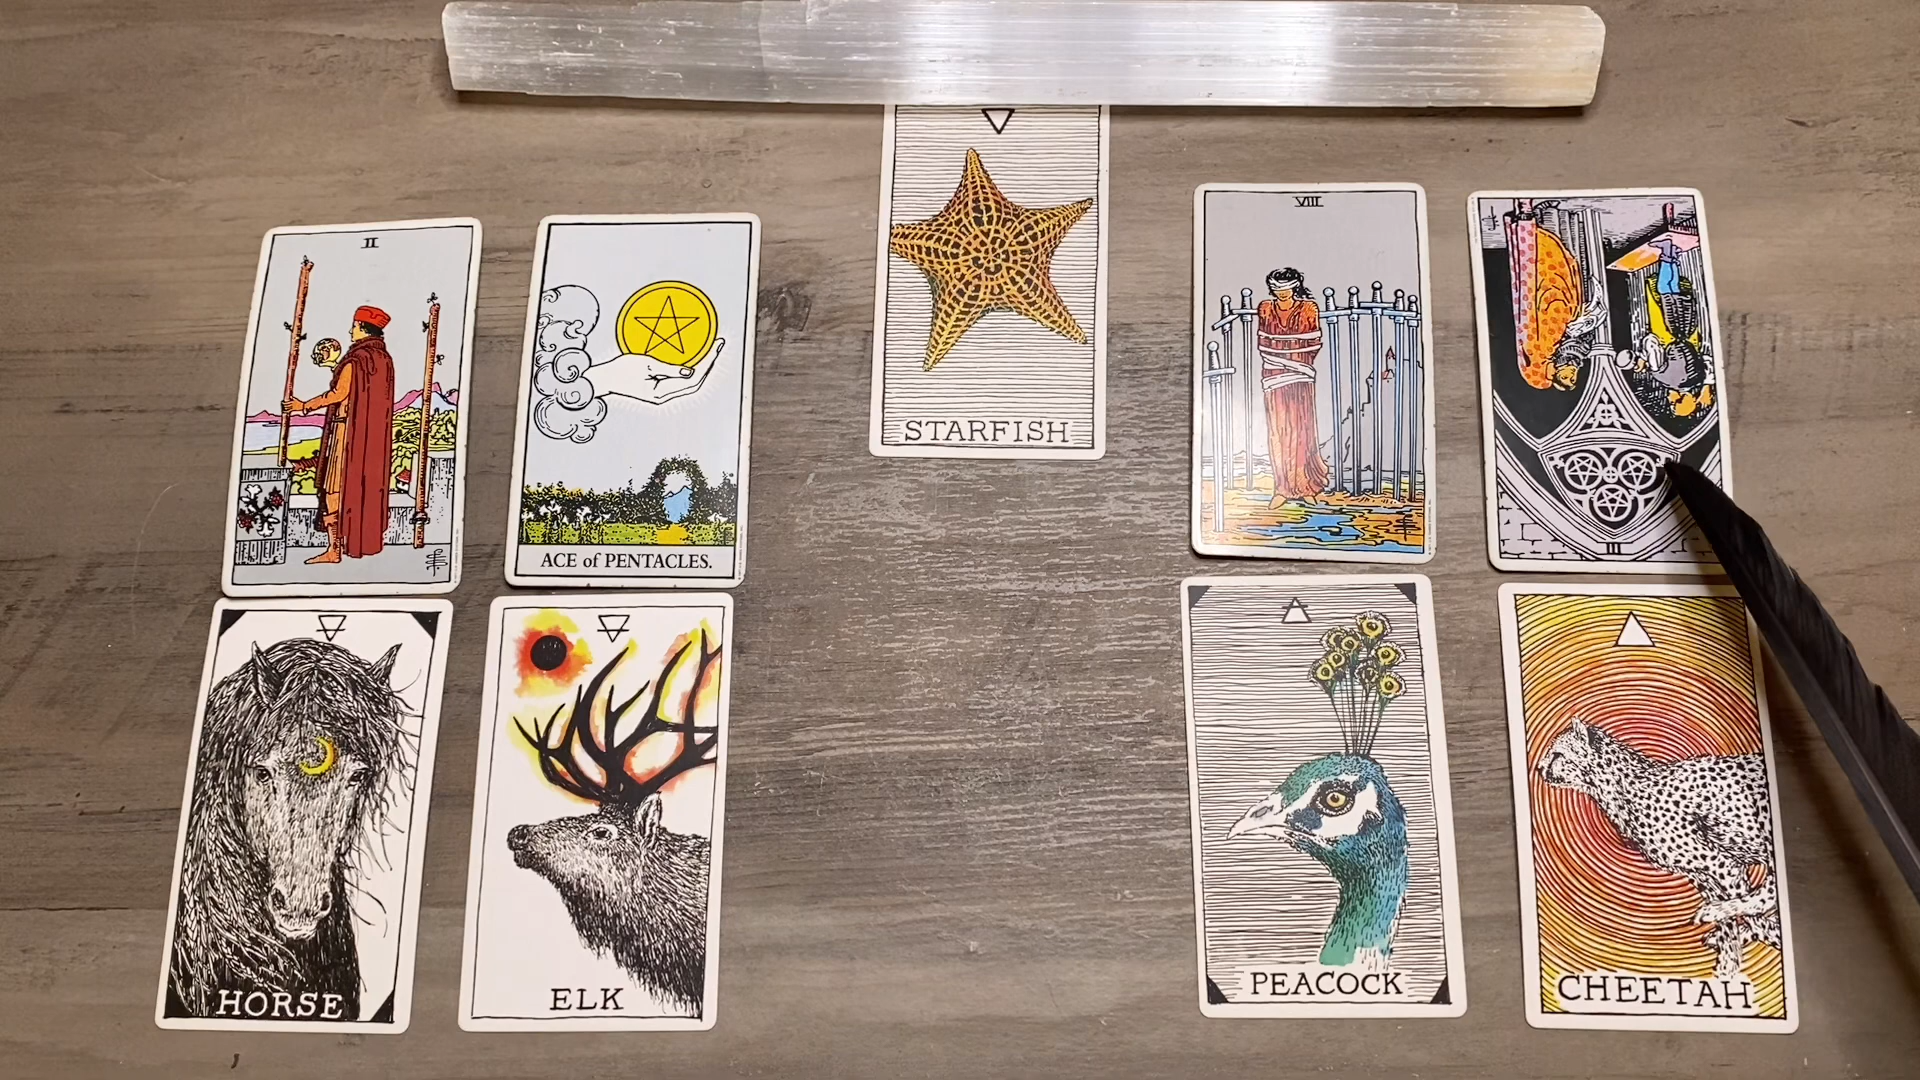 II
ACE of PENTACLES.
STARFISH
VIII
III
HORSE
ELK
PEACOCK
CHEETAH